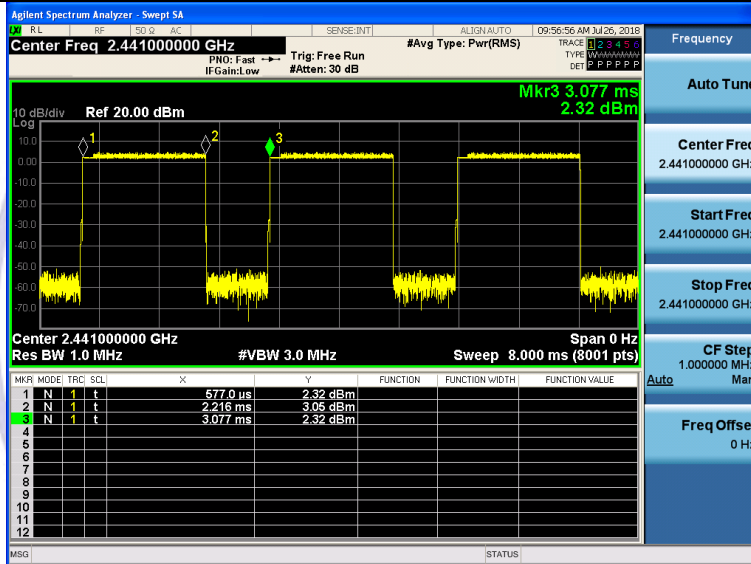 Agilent Spectrum Analyzer - Swept SA
LXI RL RF 50 Ω AC SENSE:INT ALIGN AUTO 09:56:56 AM Jul 26, 2018
Center Freq 2.441000000 GHz
PNO: Fast
IFGain:Low
Trig: Free Run
#Atten: 30 dB
#Avg Type: Pwr(RMS)
TRACE 1 2 3 4 5 6
TYPE
DET P P P P P P
Mkr3 3.077 ms
2.32 dBm
10 dB/div Ref 20.00 dBm
Log
10.0
0.00
-10.0
-20.0
-30.0
-40.0
-50.0
-60.0
-70.0
1
2
3
Center 2.441000000 GHz Span 0 Hz
Res BW 1.0 MHz #VBW 3.0 MHz Sweep 8.000 ms (8001 pts)
MKR MODE TRC SCL X Y FUNCTION FUNCTION WIDTH FUNCTION VALUE
1 N 1 t 577.0 µs 2.32 dBm
2 N 1 t 2.216 ms 3.05 dBm
3 N 1 t 3.077 ms 2.32 dBm
4
5
6
7
8
9
10
11
12
MSG STATUS
Frequency
Auto Tun
Center Fre
2.441000000 GH
Start Fre
2.441000000 GH
Stop Fre
2.441000000 GH
CF Step
1.000000 MH
Auto Ma
Freq Offse
0 H